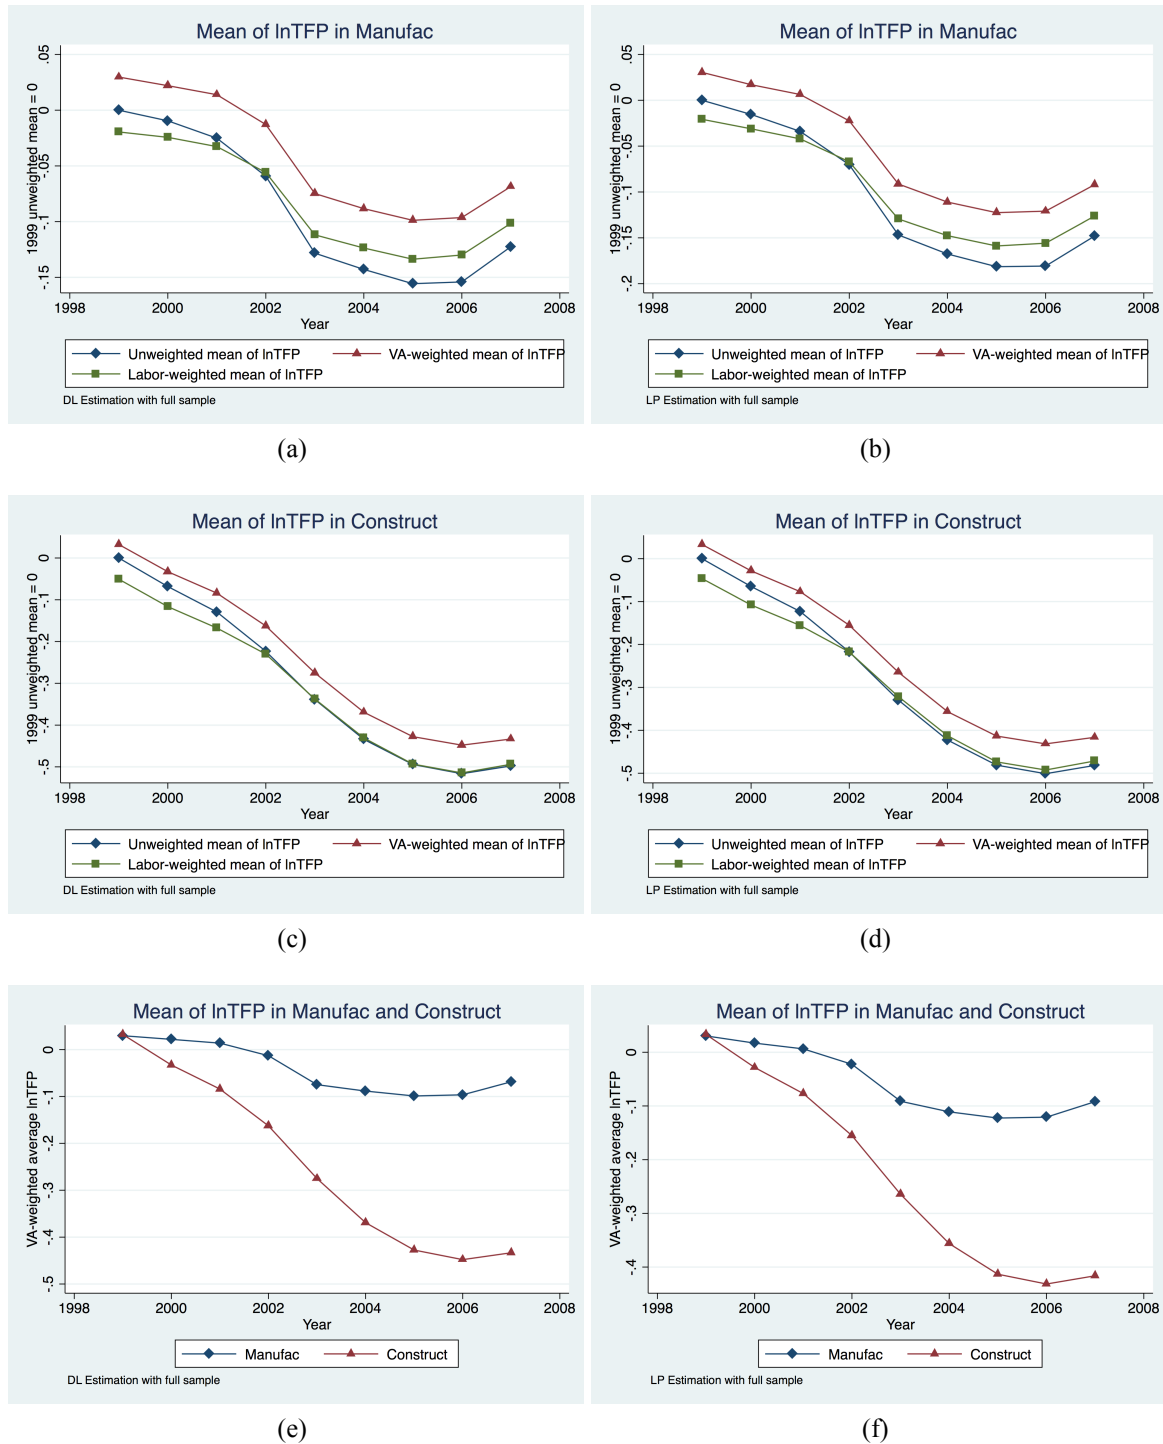 Mean of lnTFP in Manufac
1999 unweighted mean = 0
.05
0
-.05
-.1
-.15
1998 2000 2002 2004 2006 2008
Year
Unweighted mean of lnTFP VA-weighted mean of lnTFP
Labor-weighted mean of lnTFP
DL Estimation with full sample
(a)
Mean of lnTFP in Manufac
1999 unweighted mean = 0
.05
0
-.05
-.1
-.15
-.2
1998 2000 2002 2004 2006 2008
Year
Unweighted mean of lnTFP VA-weighted mean of lnTFP
Labor-weighted mean of lnTFP
LP Estimation with full sample
(b)
Mean of lnTFP in Construct
1999 unweighted mean = 0
0
-.1
-.2
-.3
-.4
-.5
1998 2000 2002 2004 2006 2008
Year
Unweighted mean of lnTFP VA-weighted mean of lnTFP
Labor-weighted mean of lnTFP
DL Estimation with full sample
(c)
Mean of lnTFP in Construct
1999 unweighted mean = 0
0
-.1
-.2
-.3
-.4
-.5
1998 2000 2002 2004 2006 2008
Year
Unweighted mean of lnTFP VA-weighted mean of lnTFP
Labor-weighted mean of lnTFP
LP Estimation with full sample
(d)
Mean of lnTFP in Manufac and Construct
VA-weighted average lnTFP
0
-.1
-.2
-.3
-.4
-.5
1998 2000 2002 2004 2006 2008
Year
Manufac Construct
DL Estimation with full sample
(e)
Mean of lnTFP in Manufac and Construct
VA-weighted average lnTFP
0
-.1
-.2
-.3
-.4
1998 2000 2002 2004 2006 2008
Year
Manufac Construct
LP Estimation with full sample
(f)